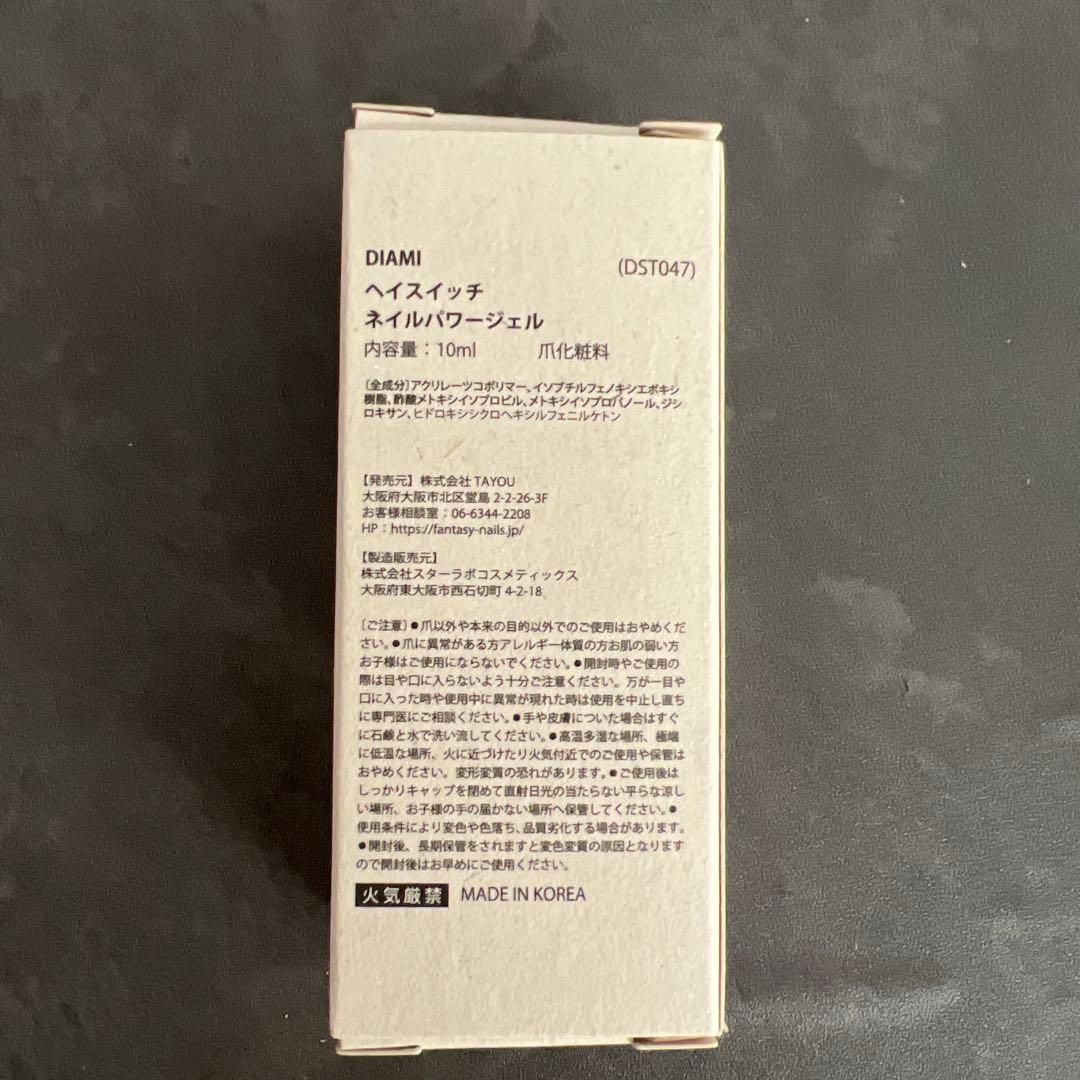 DIAMI
(DST047)
ヘイスイッチ
ネイルパワージェル
内容量：10ml 爪化粧料
〔全成分〕アクリレーツコポリマー、イソブチルフェノキシエポキシ
樹脂、酢酸メトキシイソプロピル、メトキシイソプロパノール、ジシ
ロキサン、ヒドロキシシクロヘキシルフェニルケトン
【発売元】株式会社 TAYOU
大阪府大阪市北区堂島 2-2-26-3F
お客様相談室：06-6344-2208
HP：https://fantasy-nails.jp/
【製造販売元】
株式会社スターラボコスメティックス
大阪府東大阪市西石切町 4-2-18
〔ご注意〕●爪以外や本来の目的以外でのご使用はおやめくだ
さい。●爪に異常がある方アレルギー体質の方お肌の弱い方
お子様はご使用にならないでください。●開封時やご使用の
際は目や口に入らないよう十分ご注意ください。万が一目や
口に入った時や使用中に異常が現れた時は使用を中止し直ち
に専門医にご相談ください。●手や皮膚についた場合はすぐ
に石鹸と水で洗い流してください。●高温多湿な場所、極端
に低温な場所、火に近づけたり火気付近でのご使用や保管は
おやめください。変形変質の恐れがあります。●ご使用後は
しっかりキャップを閉めて直射日光の当たらない平らな涼し
い場所、お子様の手の届かない場所へ保管してください。●
使用条件により変色や色落ち、品質劣化する場合があります。
●開封後、長期保管をされますと変色変質の原因となります
ので開封後はお早めにご使用ください。
火気厳禁 MADE IN KOREA